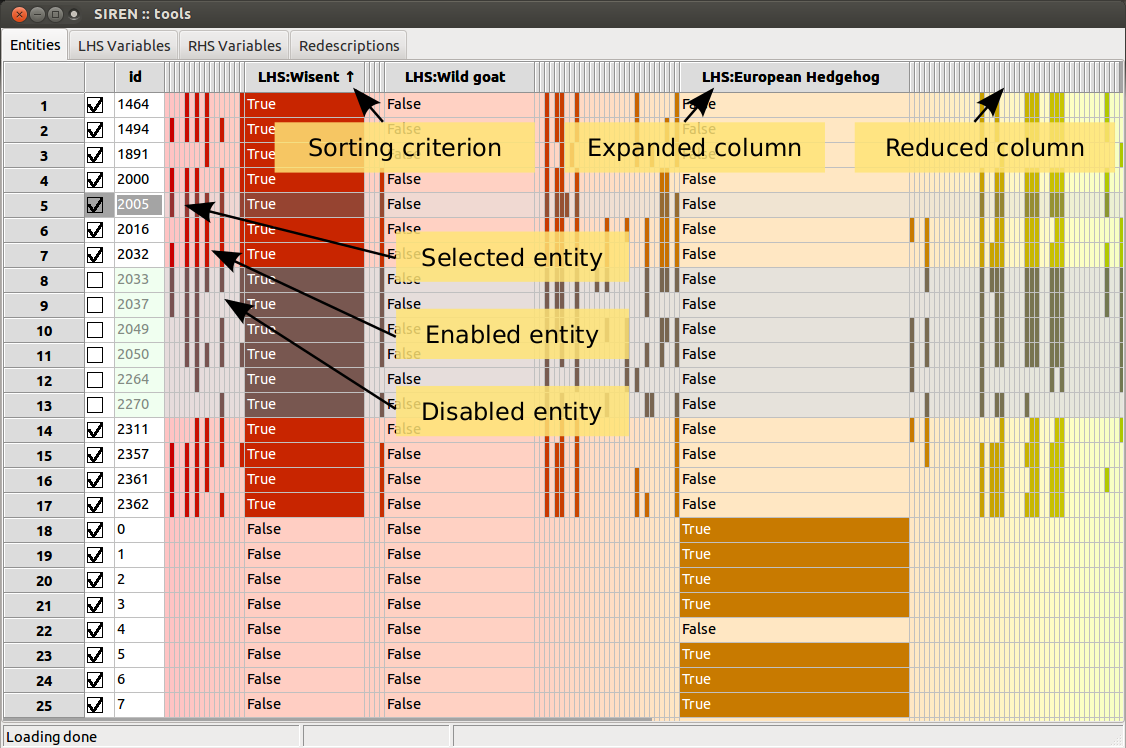 SIREN :: tools
Entities LHS Variables RHS Variables Redescriptions
id LHS:Wisent ↑ LHS:Wild goat LHS:European Hedgehog
1 1464 True False False
2 1494 True False False
Sorting criterion Expanded column Reduced column
3 1891 True
4 2000 True False False
5 2005 True False False
6 2016 True False False
Selected entity
7 2032 True False False
8 2033 True False False
9 2037 True False False
10 2049 True False False
Enabled entity
11 2050 True False False
12 2264 True False False
13 2270 True False False
Disabled entity
14 2311 True False False
15 2357 True False False
16 2361 True False False
17 2362 True False False
18 0 False False True
19 1 False False True
20 2 False False True
21 3 False False True
22 4 False False False
23 5 False False True
24 6 False False True
25 7 False False True
Loading done